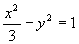 x²/3 − y² = 1